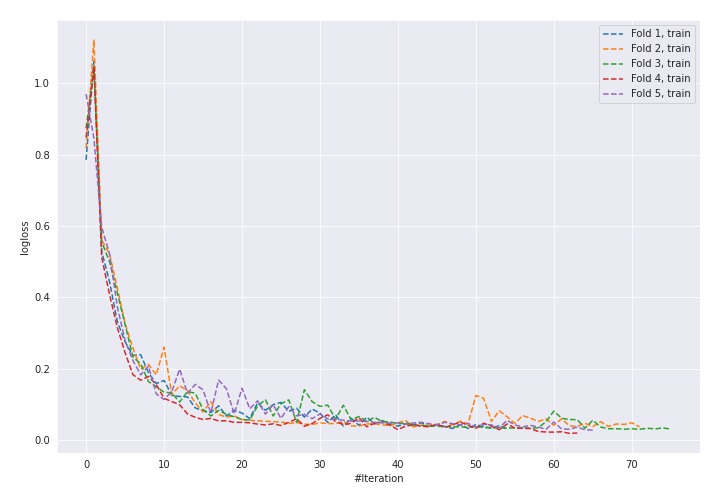 Fold 1, train
Fold 2, train
Fold 3, train
Fold 4, train
Fold 5, train
1.0
0.8
0.6
0.4
0.2
0.0
logloss
0 10 20 30 40 50 60 70
#Iteration